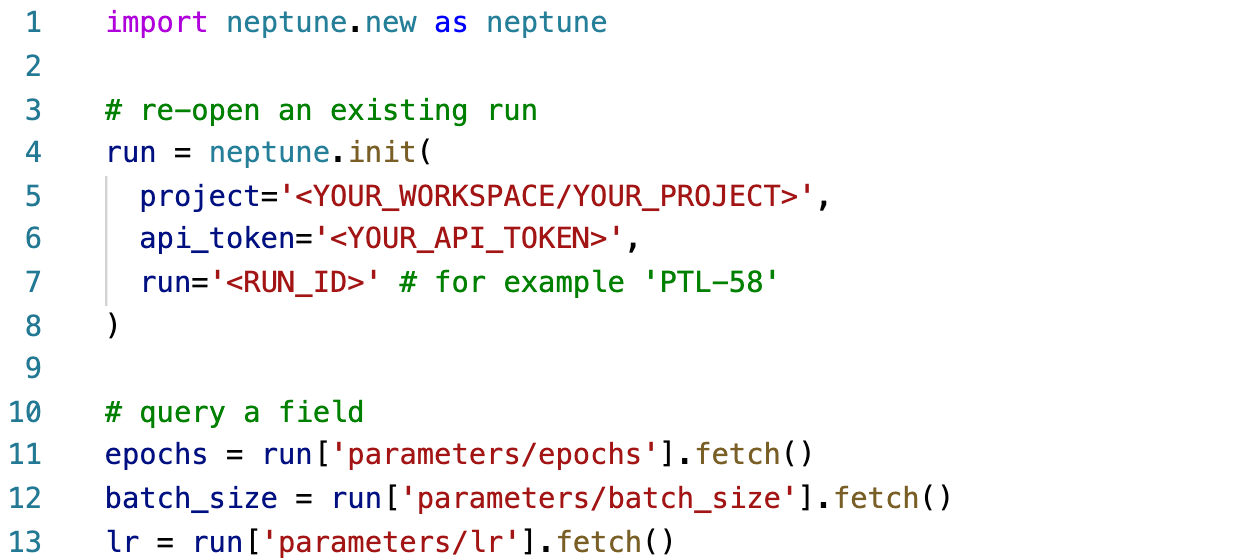 1 import neptune.new as neptune
2
3 # re-open an existing run
4 run = neptune.init(
5   project='<YOUR_WORKSPACE/YOUR_PROJECT>',
6   api_token='<YOUR_API_TOKEN>',
7   run='<RUN_ID>' # for example 'PTL-58'
8 )
9
10 # query a field
11 epochs = run['parameters/epochs'].fetch()
12 batch_size = run['parameters/batch_size'].fetch()
13 lr = run['parameters/lr'].fetch()